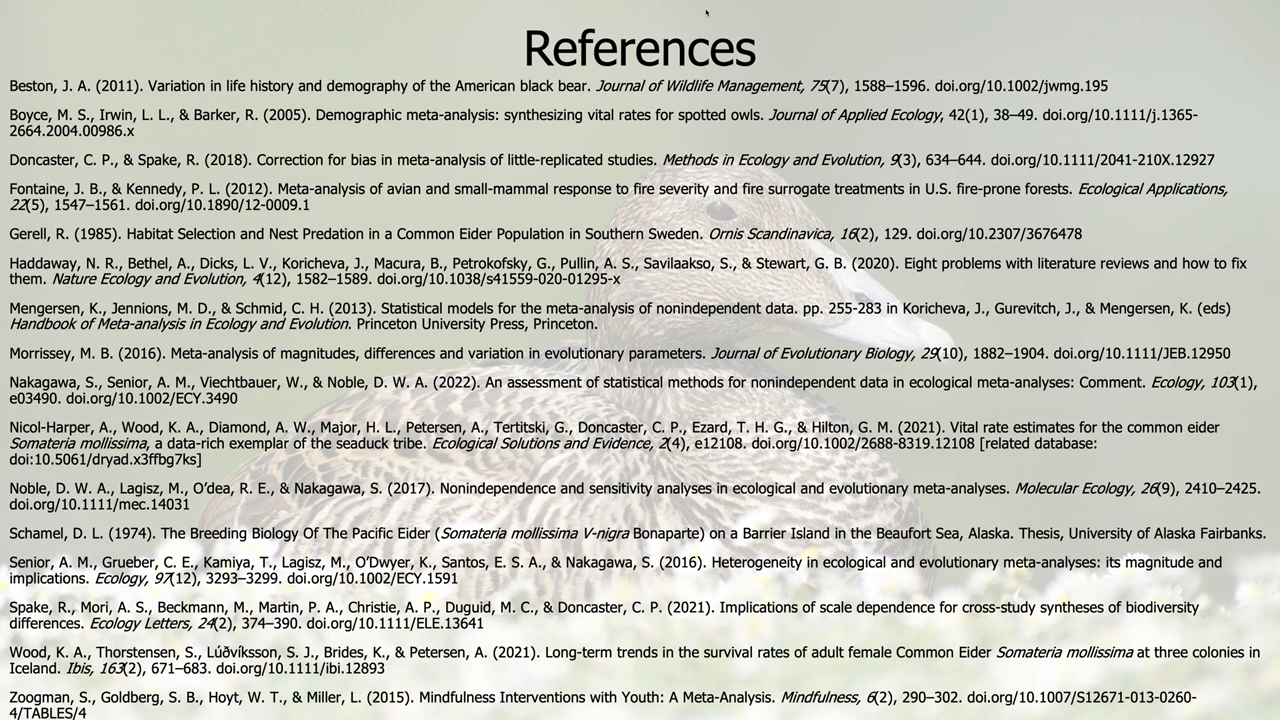 References
Beston, J. A. (2011). Variation in life history and demography of the American black bear. Journal of Wildlife Management, 75(7), 1588–1596. doi.org/10.1002/jwmg.195
Boyce, M. S., Irwin, L. L., & Barker, R. (2005). Demographic meta-analysis: synthesizing vital rates for spotted owls. Journal of Applied Ecology, 42(1), 38–49. doi.org/10.1111/j.1365-
2664.2004.00986.x
Doncaster, C. P., & Spake, R. (2018). Correction for bias in meta-analysis of little-replicated studies. Methods in Ecology and Evolution, 9(3), 634–644. doi.org/10.1111/2041-210X.12927
Fontaine, J. B., & Kennedy, P. L. (2012). Meta-analysis of avian and small-mammal response to fire severity and fire surrogate treatments in U.S. fire-prone forests. Ecological Applications,
22(5), 1547–1561. doi.org/10.1890/12-0009.1
Gerell, R. (1985). Habitat Selection and Nest Predation in a Common Eider Population in Southern Sweden. Ornis Scandinavica, 16(2), 129. doi.org/10.2307/3676478
Haddaway, N. R., Bethel, A., Dicks, L. V., Koricheva, J., Macura, B., Petrokofsky, G., Pullin, A. S., Savilaakso, S., & Stewart, G. B. (2020). Eight problems with literature reviews and how to fix
them. Nature Ecology and Evolution, 4(12), 1582–1589. doi.org/10.1038/s41559-020-01295-x
Mengersen, K., Jennions, M. D., & Schmid, C. H. (2013). Statistical models for the meta-analysis of nonindependent data. pp. 255-283 in Koricheva, J., Gurevitch, J., & Mengersen, K. (eds)
Handbook of Meta-analysis in Ecology and Evolution. Princeton University Press, Princeton.
Morrissey, M. B. (2016). Meta-analysis of magnitudes, differences and variation in evolutionary parameters. Journal of Evolutionary Biology, 29(10), 1882–1904. doi.org/10.1111/JEB.12950
Nakagawa, S., Senior, A. M., Viechtbauer, W., & Noble, D. W. A. (2022). An assessment of statistical methods for nonindependent data in ecological meta-analyses: Comment. Ecology, 103(1),
e03490. doi.org/10.1002/ECY.3490
Nicol-Harper, A., Wood, K. A., Diamond, A. W., Major, H. L., Petersen, A., Tertitski, G., Doncaster, C. P., Ezard, T. H. G., & Hilton, G. M. (2021). Vital rate estimates for the common eider
Somateria mollissima, a data-rich exemplar of the seaduck tribe. Ecological Solutions and Evidence, 2(4), e12108. doi.org/10.1002/2688-8319.12108 [related database:
doi:10.5061/dryad.x3ffbg7ks]
Noble, D. W. A., Lagisz, M., O'dea, R. E., & Nakagawa, S. (2017). Nonindependence and sensitivity analyses in ecological and evolutionary meta-analyses. Molecular Ecology, 26(9), 2410–2425.
doi.org/10.1111/mec.14031
Schamel, D. L. (1974). The Breeding Biology Of The Pacific Eider (Somateria mollissima V-nigra Bonaparte) on a Barrier Island in the Beaufort Sea, Alaska. Thesis, University of Alaska Fairbanks.
Senior, A. M., Grueber, C. E., Kamiya, T., Lagisz, M., O'Dwyer, K., Santos, E. S. A., & Nakagawa, S. (2016). Heterogeneity in ecological and evolutionary meta-analyses: its magnitude and
implications. Ecology, 97(12), 3293–3299. doi.org/10.1002/ECY.1591
Spake, R., Mori, A. S., Beckmann, M., Martin, P. A., Christie, A. P., Duguid, M. C., & Doncaster, C. P. (2021). Implications of scale dependence for cross-study syntheses of biodiversity
differences. Ecology Letters, 24(2), 374–390. doi.org/10.1111/ELE.13641
Wood, K. A., Thorstensen, S., Lúðvíksson, S. J., Brides, K., & Petersen, A. (2021). Long-term trends in the survival rates of adult female Common Eider Somateria mollissima at three colonies in
Iceland. Ibis, 163(2), 671–683. doi.org/10.1111/ibi.12893
Zoogman, S., Goldberg, S. B., Hoyt, W. T., & Miller, L. (2015). Mindfulness Interventions with Youth: A Meta-Analysis. Mindfulness, 6(2), 290–302. doi.org/10.1007/S12671-013-0260-
4/TABLES/4